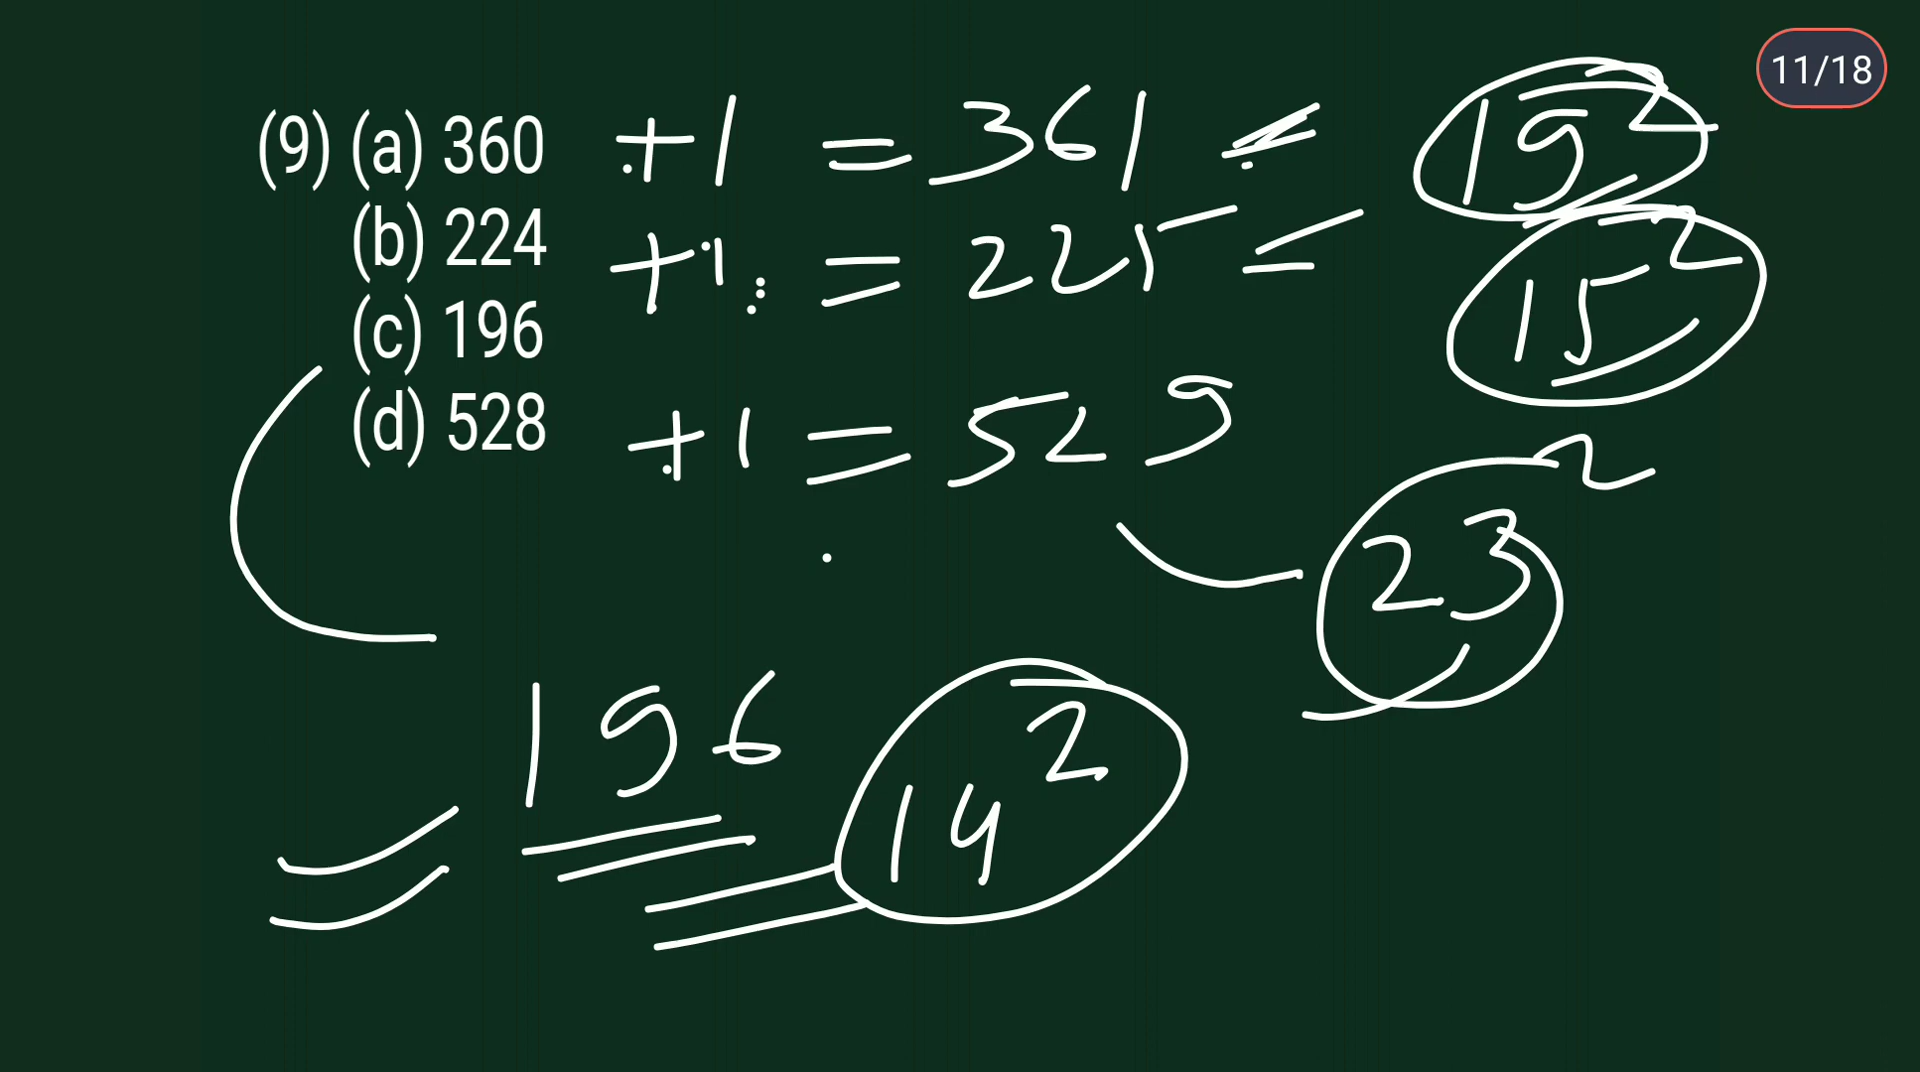 11/18
(9) (a) 360 +1 = 361 = 19²
(b) 224 +1 = 225 = 15²
(c) 196
(d) 528 +1 = 529
23²
196 = 14²